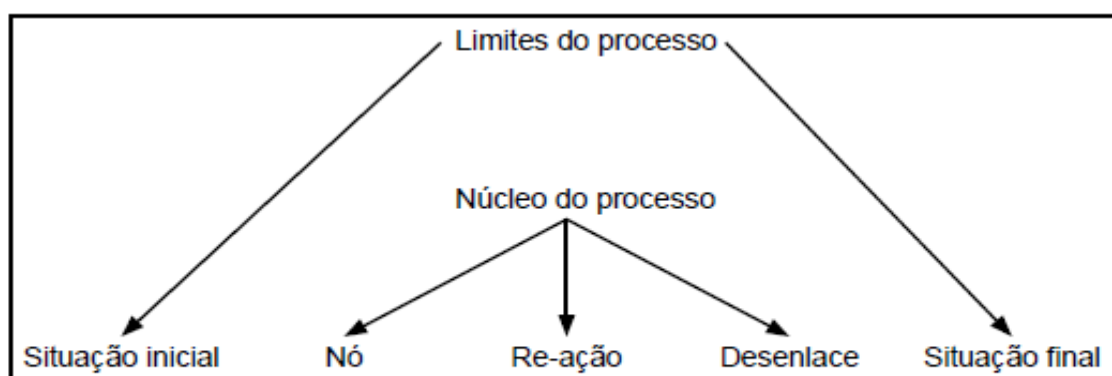 Limites do processo
Núcleo do processo
Situação inicial Nó Re-ação Desenlace Situação final